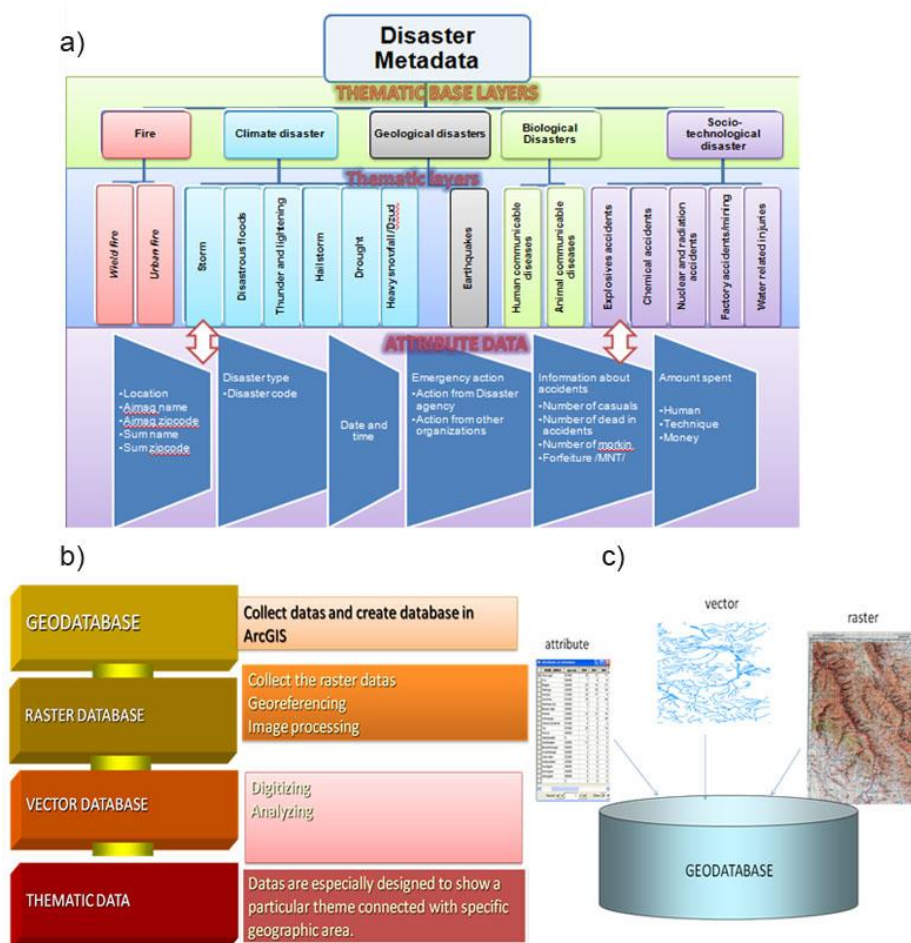 a)
Disaster
Metadata
THEMATIC BASE LAYERS
Fire
Climate disaster
Geological disasters
Biological
Disasters
Socio-
technological
disaster
Thematic layers
Wield fire
Urban fire
Storm
Disastrous floods
Thunder and lightening
Hailstorm
Drought
Heavy snoufall /Dzud
Earthquakes
Human communicable
diseases
Animal communicable
diseases
Explosives accidents
Chemical accidents
Nuclear and radiation
accidents
Factory accidents/mining
Water related injuries
ATTRIBUTE DATA
•Location
•Aimag name
•Aimag zipcode
•Sum name
•Sum zipcode
Disaster type
•Disaster code
Date and
time
Emergency action
•Action from Disaster
agency
•Action from other
organizations
Information about
accidents
•Number of casuals
•Number of dead in
accidents
•Number of morkin
•Forfeiture /MNT/
Amount spent
•Human
•Technique
•Money
b)
GEODATABASE
Collect datas and create database in
ArcGIS
RASTER DATABASE
Collect the raster datas
Georeferencing
Image processing
VECTOR DATABASE
Digitizing
Analyzing
THEMATIC DATA
Datas are especially designed to show a
particular theme connected with specific
geographic area.
c)
attribute
vector
raster
GEODATABASE